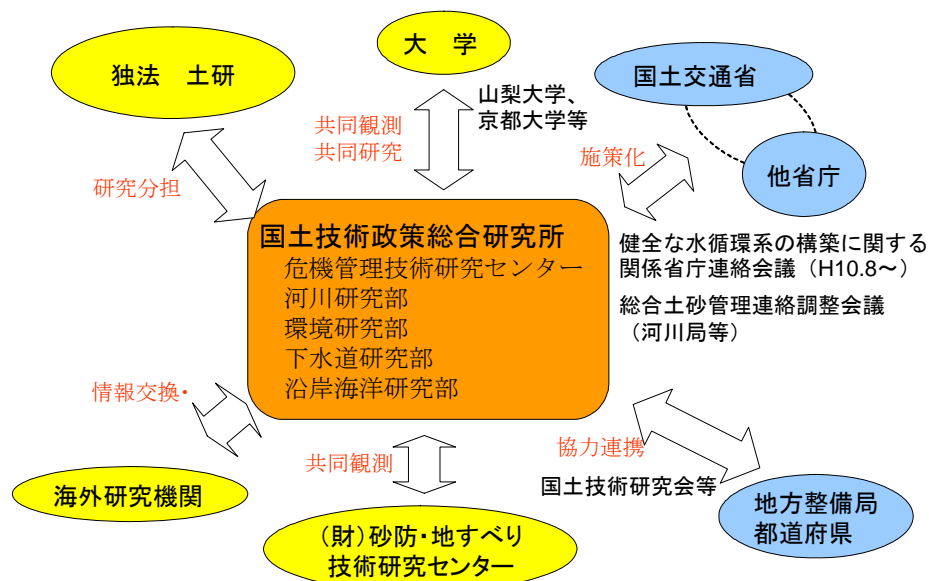 大 学
独法 土研
国土交通省
山梨大学、
京都大学等
共同観測
共同研究
施策化
他省庁
研究分担
国土技術政策総合研究所
危機管理技術研究センター
河川研究部
環境研究部
下水道研究部
沿岸海洋研究部
健全な水循環系の構築に関する
関係省庁連絡会議（H10.8～）
総合土砂管理連絡調整会議
（河川局等）
情報交換・
共同観測
協力連携
国土技術研究会等
海外研究機関
（財）砂防・地すべり
技術研究センター
地方整備局
都道府県